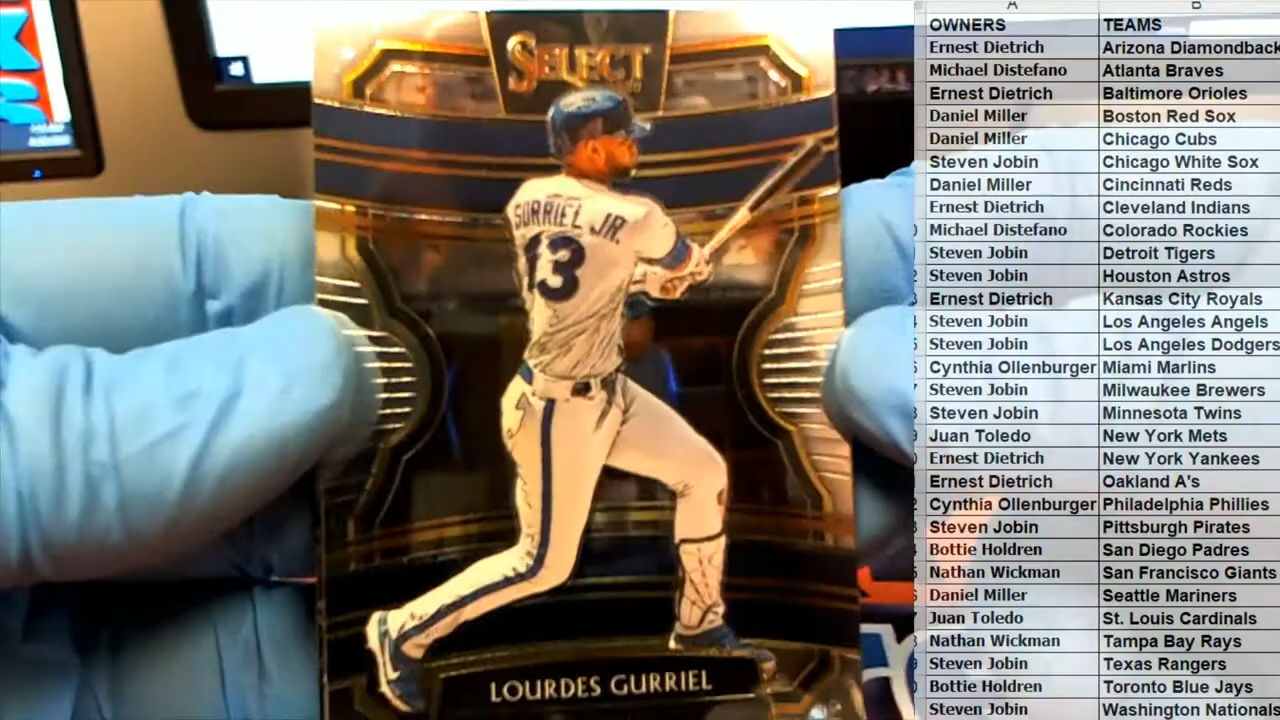 SELECT
GURRIEL JR.
13
LOURDES GURRIEL
A B
OWNERS TEAMS
Ernest Dietrich Arizona Diamondback
Michael Distefano Atlanta Braves
Ernest Dietrich Baltimore Orioles
Daniel Miller Boston Red Sox
Daniel Miller Chicago Cubs
Steven Jobin Chicago White Sox
Daniel Miller Cincinnati Reds
Ernest Dietrich Cleveland Indians
Michael Distefano Colorado Rockies
Steven Jobin Detroit Tigers
Steven Jobin Houston Astros
Ernest Dietrich Kansas City Royals
Steven Jobin Los Angeles Angels
Steven Jobin Los Angeles Dodgers
Cynthia Ollenburger Miami Marlins
Steven Jobin Milwaukee Brewers
Steven Jobin Minnesota Twins
Juan Toledo New York Mets
Ernest Dietrich New York Yankees
Ernest Dietrich Oakland A's
Cynthia Ollenburger Philadelphia Phillies
Steven Jobin Pittsburgh Pirates
Bottie Holdren San Diego Padres
Nathan Wickman San Francisco Giants
Daniel Miller Seattle Mariners
Juan Toledo St. Louis Cardinals
Nathan Wickman Tampa Bay Rays
Steven Jobin Texas Rangers
Bottie Holdren Toronto Blue Jays
Steven Jobin Washington Nationals